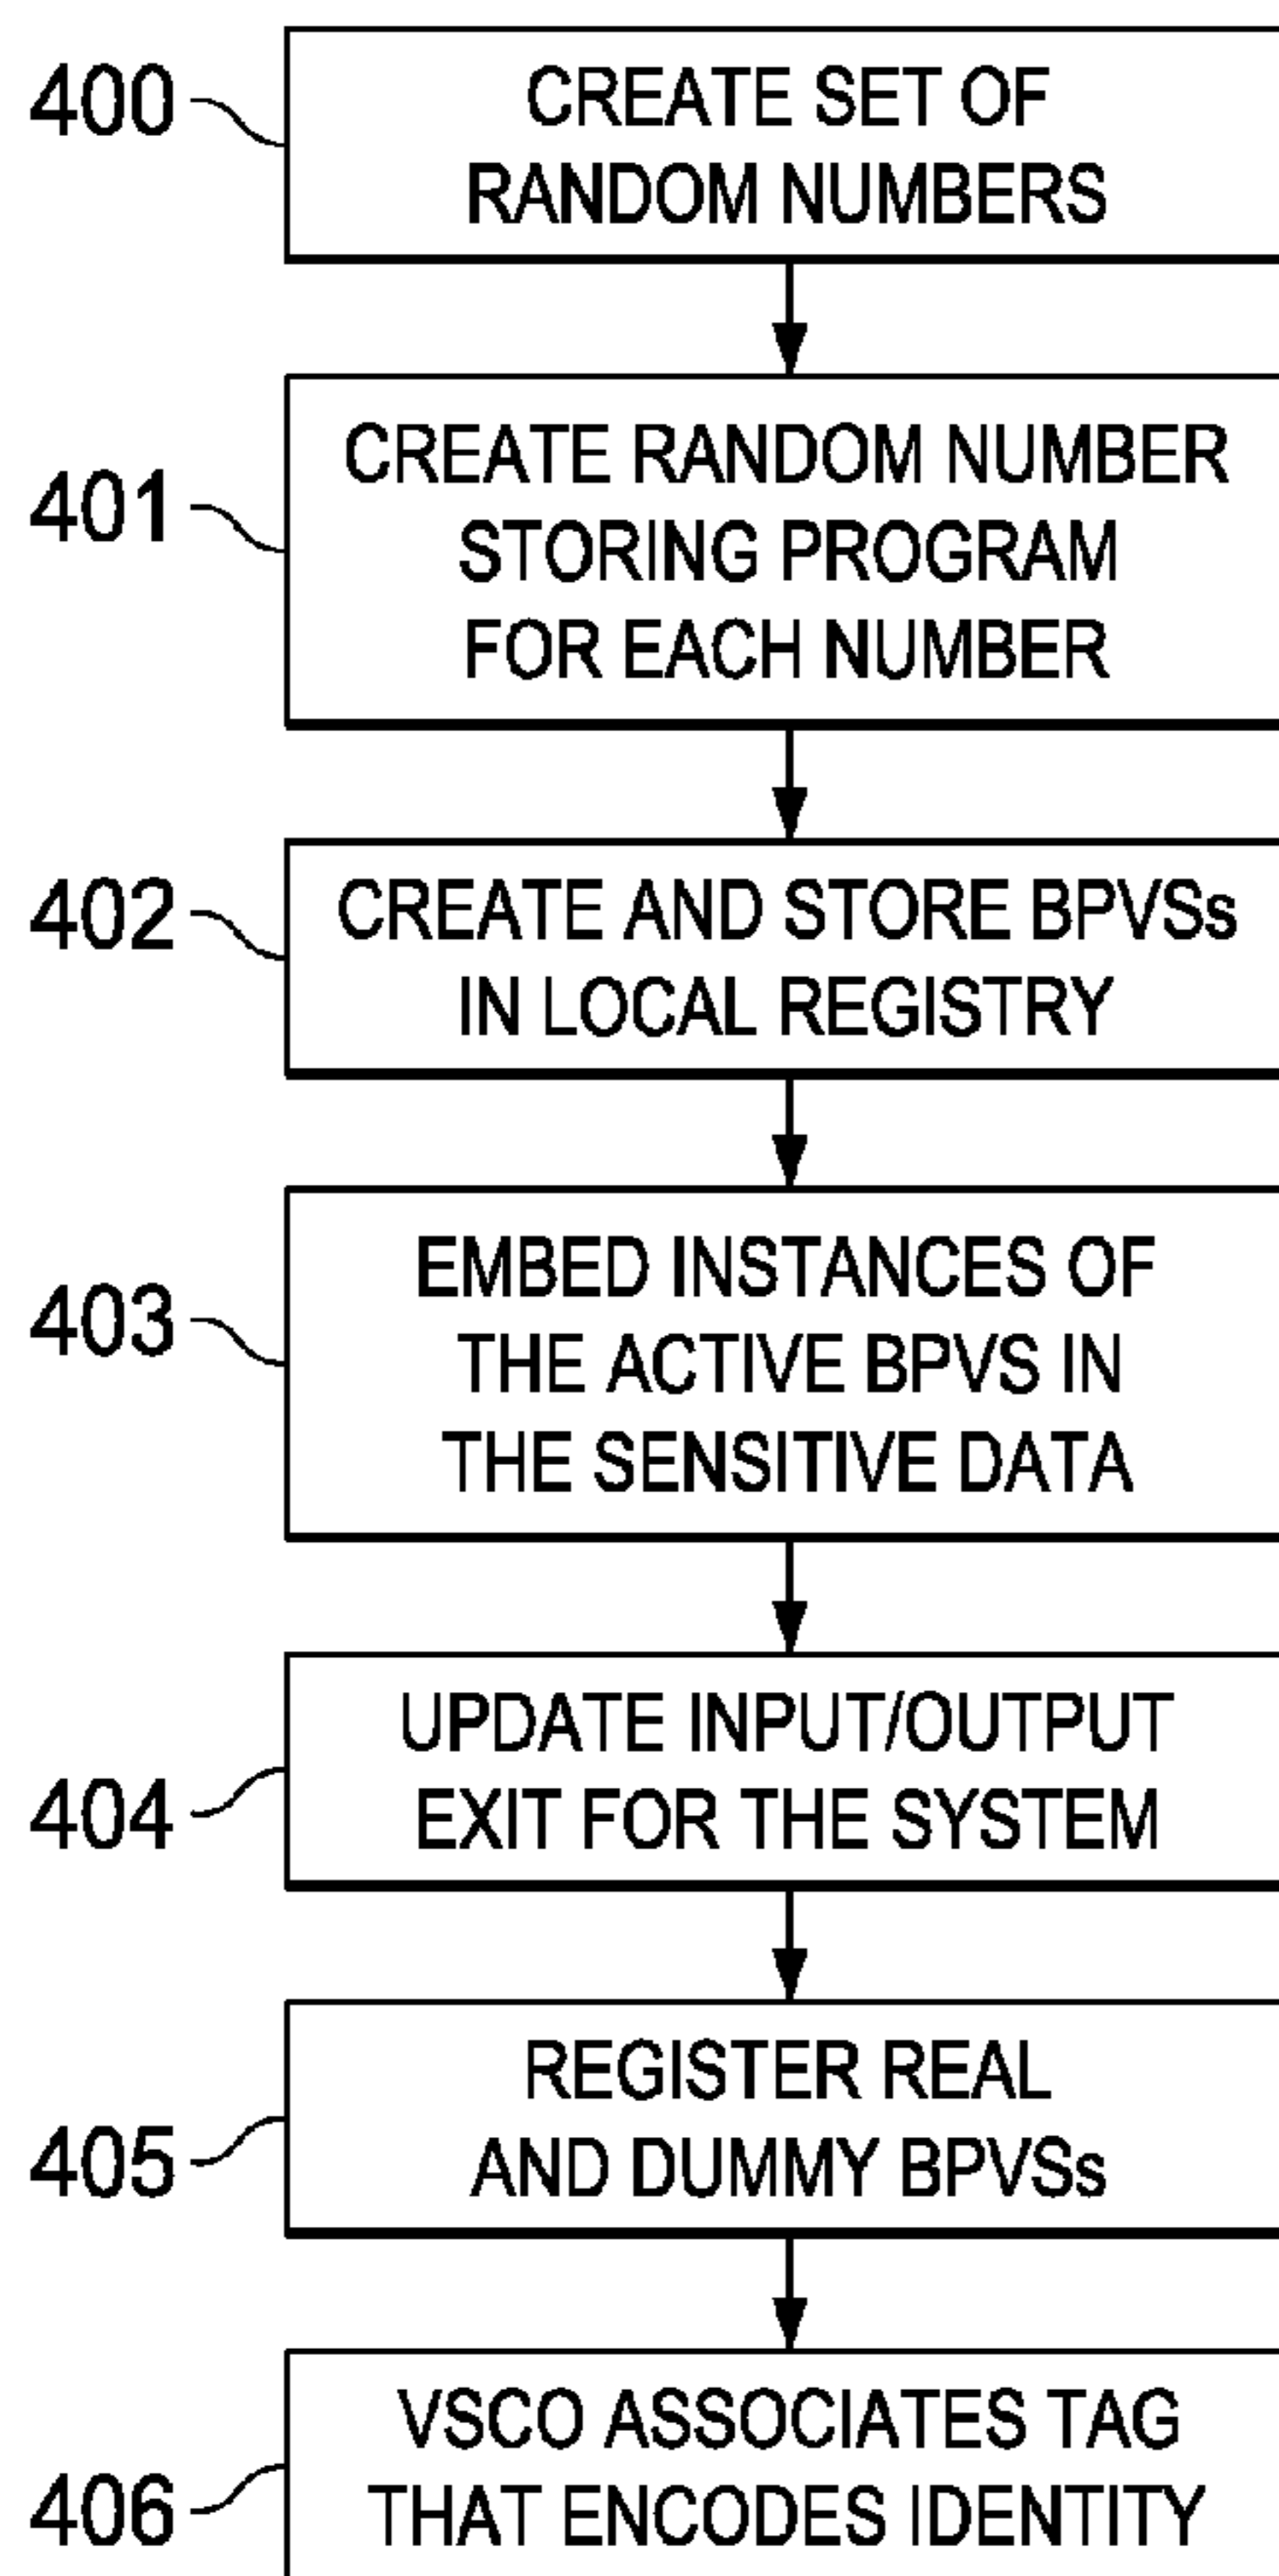 400
CREATE SET OF
RANDOM NUMBERS
401
CREATE RANDOM NUMBER
STORING PROGRAM
FOR EACH NUMBER
402
CREATE AND STORE BPVSs
IN LOCAL REGISTRY
403
EMBED INSTANCES OF
THE ACTIVE BPVS IN
THE SENSITIVE DATA
404
UPDATE INPUT/OUTPUT
EXIT FOR THE SYSTEM
405
REGISTER REAL
AND DUMMY BPVSs
406
VSCO ASSOCIATES TAG
THAT ENCODES IDENTITY